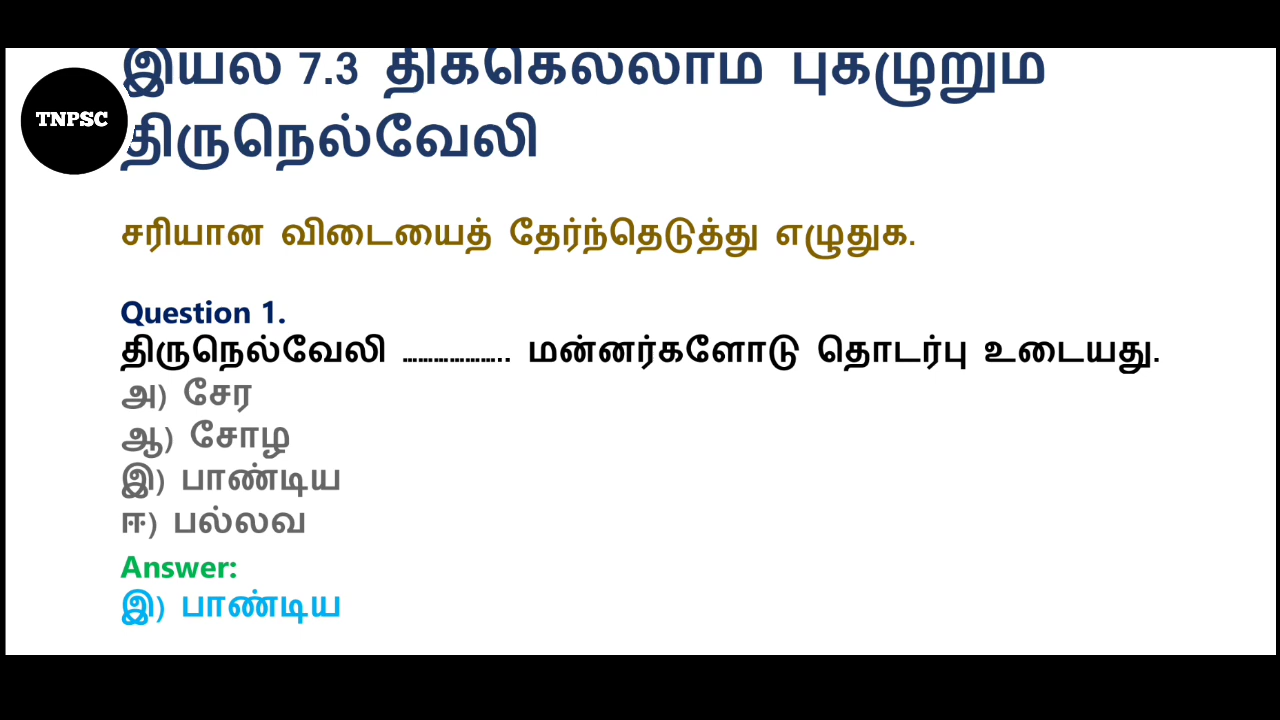 TNPSC
இயல் 7.3 திக்கெல்லாம் புகழுறும்
திருநெல்வேலி
சரியான விடையைத் தேர்ந்தெடுத்து எழுதுக.
Question 1.
திருநெல்வேலி ……………….. மன்னர்களோடு தொடர்பு உடையது.
அ) சேர
ஆ) சோழ
இ) பாண்டிய
ஈ) பல்லவ
Answer:
இ) பாண்டிய